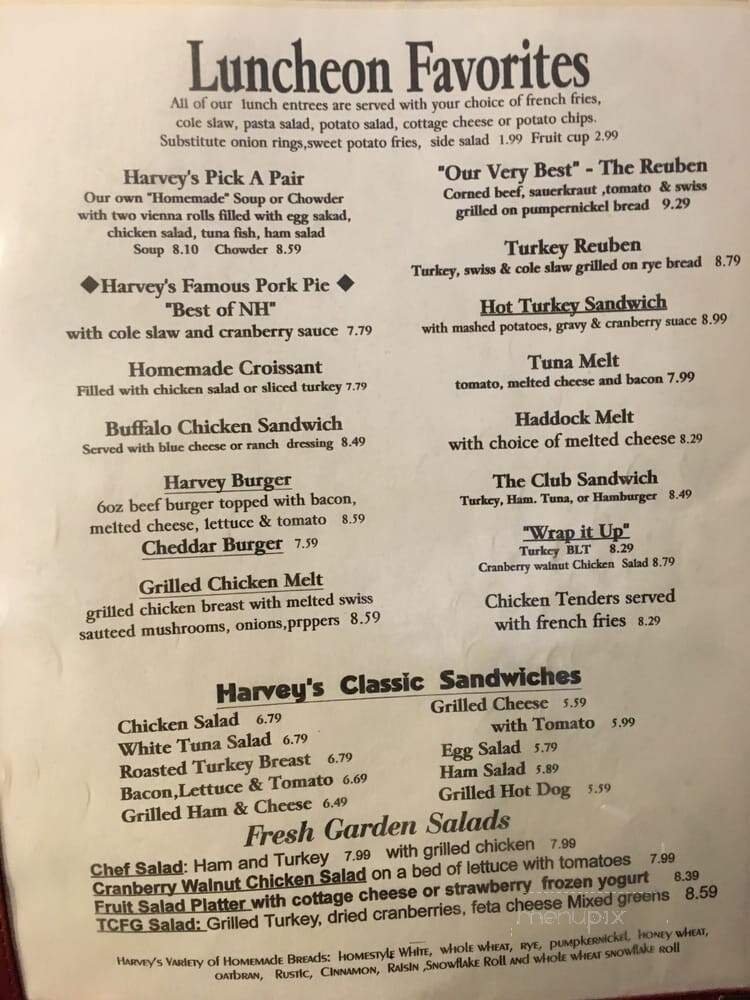 Luncheon Favorites
All of our lunch entrees are served with your choice of french fries,
cole slaw, pasta salad, potato salad, cottage cheese or potato chips.
Substitute onion rings,sweet potato fries, side salad 1.99 Fruit cup 2.99
Harvey's Pick A Pair
Our own "Homemade" Soup or Chowder
with two vienna rolls filled with egg sakad,
chicken salad, tuna fish, ham salad
Soup 8.10 Chowder 8.59
◆Harvey's Famous Pork Pie ◆
"Best of NH"
with cole slaw and cranberry sauce 7.79
Homemade Croissant
Filled with chicken salad or sliced turkey 7.79
Buffalo Chicken Sandwich
Served with blue cheese or ranch dressing 8.49
Harvey Burger
6oz beef burger topped with bacon,
melted cheese, lettuce & tomato 8.59
Cheddar Burger 7.59
Grilled Chicken Melt
grilled chicken breast with melted swiss
sauteed mushrooms, onions,prppers 8.59
"Our Very Best" - The Reuben
Corned beef, sauerkraut ,tomato & swiss
grilled on pumpernickel bread 9.29
Turkey Reuben
Turkey, swiss & cole slaw grilled on rye bread 8.79
Hot Turkey Sandwich
with mashed potatoes, gravy & cranberry suace 8.99
Tuna Melt
tomato, melted cheese and bacon 7.99
Haddock Melt
with choice of melted cheese 8.29
The Club Sandwich
Turkey, Ham. Tuna, or Hamburger 8.49
"Wrap it Up"
Turkey BLT 8.29
Cranberry walnut Chicken Salad 8.79
Chicken Tenders served
with french fries 8.29
Harvey's Classic Sandwiches
Chicken Salad 6.79
White Tuna Salad 6.79
Roasted Turkey Breast 6.79
Bacon,Lettuce & Tomato 6.69
Grilled Ham & Cheese 6.49
Grilled Cheese 5.59
with Tomato 5.99
Egg Salad 5.79
Ham Salad 5.89
Grilled Hot Dog 5.59
Fresh Garden Salads
Chef Salad: Ham and Turkey 7.99 with grilled chicken 7.99
Cranberry Walnut Chicken Salad on a bed of lettuce with tomatoes 7.99
Fruit Salad Platter with cottage cheese or strawberry frozen yogurt 8.39
TCFG Salad: Grilled Turkey, dried cranberries, feta cheese Mixed greens 8.59
menupix
Harvey's Variety of Homemade Breads: Homestyle White, whole wheat, rye, pumpkernickel, honey wheat,
oatbran, Rustic, Cinnamon, Raisin ,Snowflake Roll and whole wheat snowflake roll